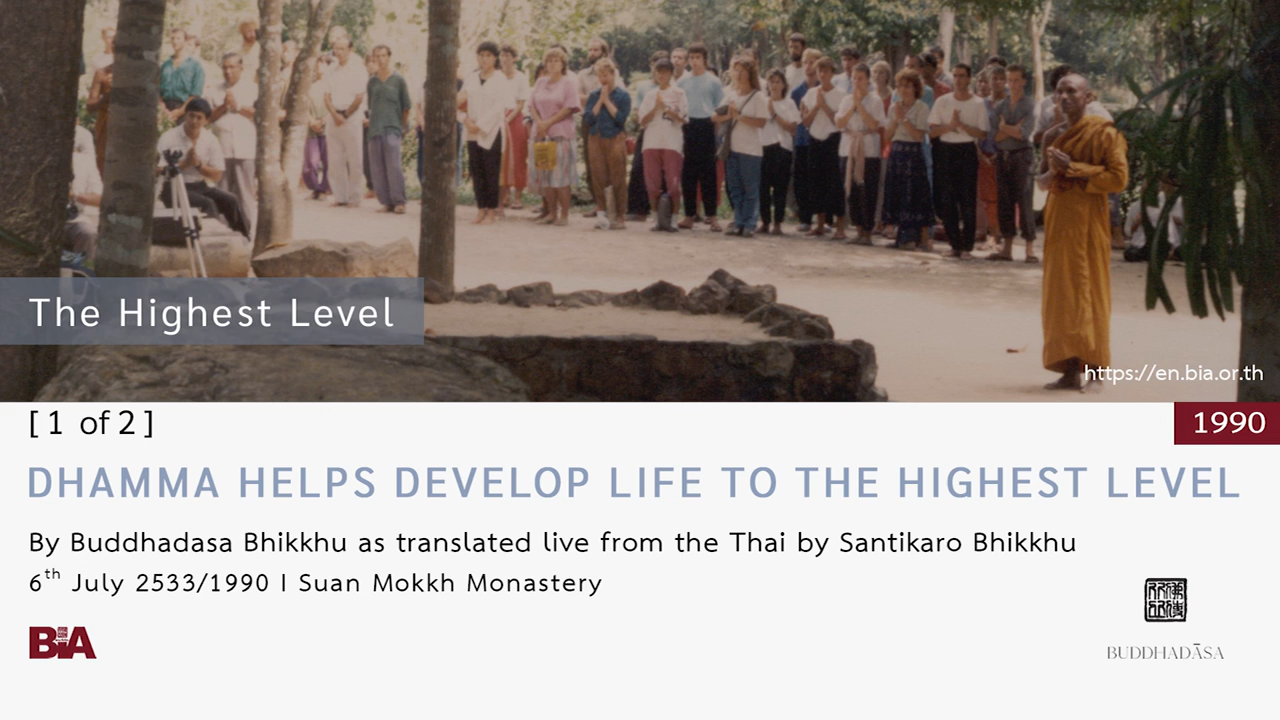 The Highest Level
https://en.bia.or.th
[ 1 of 2 ]
1990
DHAMMA HELPS DEVELOP LIFE TO THE HIGHEST LEVEL
By Buddhadasa Bhikkhu as translated live from the Thai by Santikaro Bhikkhu
6th July 2533/1990 I Suan Mokkh Monastery
BIA
BUDDHADĀSA